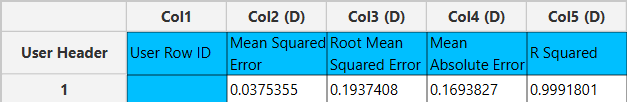 Col1 Col2 (D) Col3 (D) Col4 (D) Col5 (D)
User Header User Row ID Mean Squared Error Root Mean Squared Error Mean Absolute Error R Squared
1 0.0375355 0.1937408 0.1693827 0.9991801